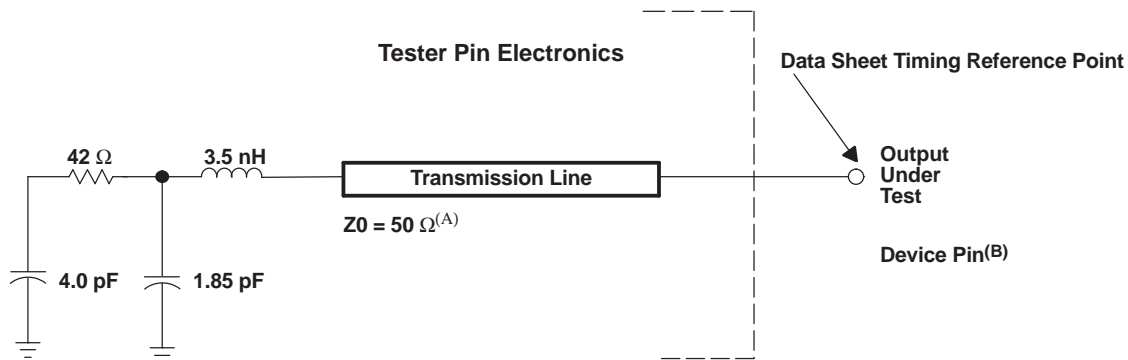 Tester Pin Electronics
Data Sheet Timing Reference Point
42 Ω
3.5 nH
Transmission Line
Output
Under
Test
Z0 = 50 Ω(A)
Device Pin(B)
4.0 pF
1.85 pF